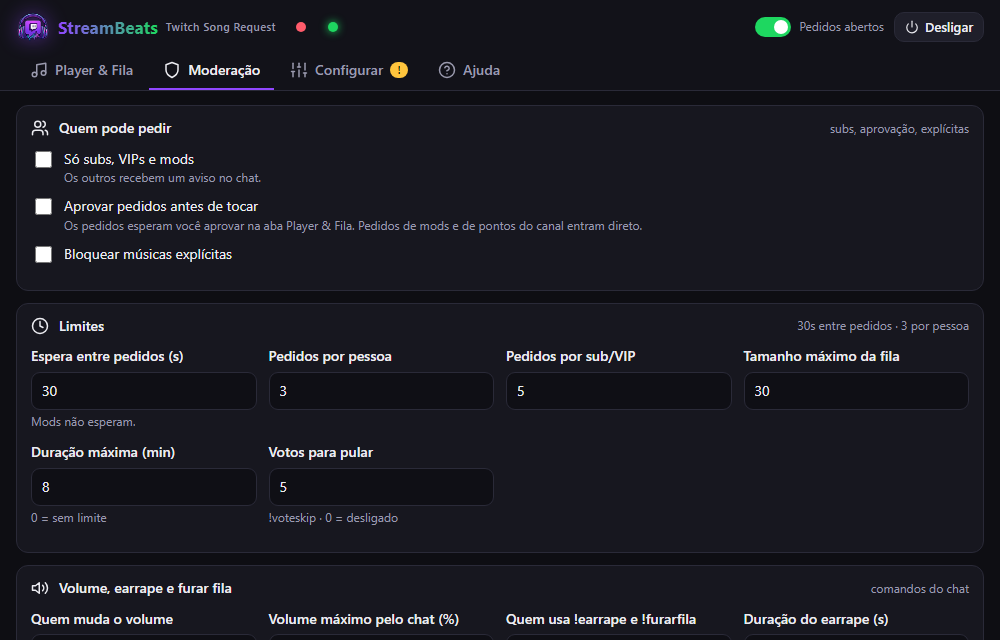 StreamBeats Twitch Song Request Pedidos abertos Desligar
Player & Fila Moderação Configurar ! Ajuda
Quem pode pedir subs, aprovação, explícitas
Só subs, VIPs e mods
Os outros recebem um aviso no chat.
Aprovar pedidos antes de tocar
Os pedidos esperam você aprovar na aba Player & Fila. Pedidos de mods e de pontos do canal entram direto.
Bloquear músicas explícitas
Limites 30s entre pedidos · 3 por pessoa
Espera entre pedidos (s) Pedidos por pessoa Pedidos por sub/VIP Tamanho máximo da fila
30 3 5 30
Mods não esperam.
Duração máxima (min) Votos para pular
8 5
0 = sem limite !voteskip · 0 = desligado
Volume, earrape e furar fila comandos do chat
Quem muda o volume Volume máximo pelo chat (%) Quem usa !earrape e !furarfila Duração do earrape (s)